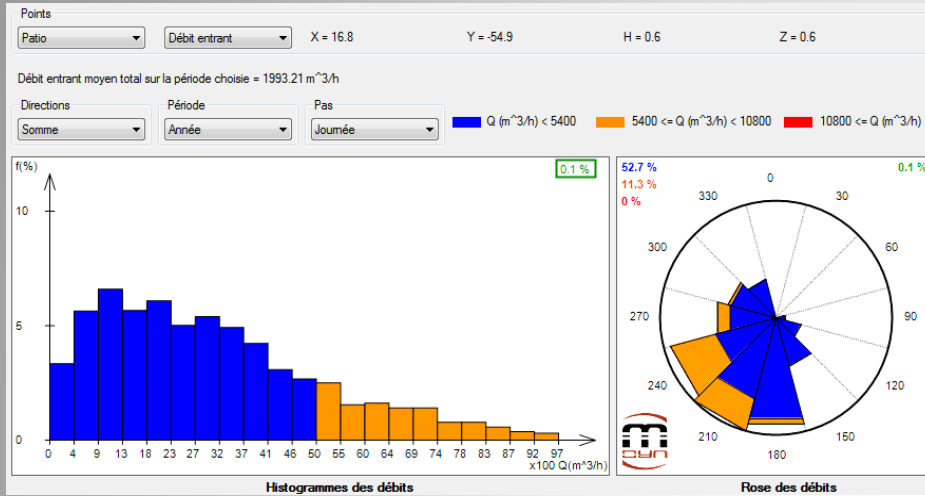 Points
Patio Débit entrant X = 16.8 Y = -54.9 H = 0.6 Z = 0.6
Débit entrant moyen total sur la période choisie = 1993.21 m^3/h
Directions Période Pas
Somme Année Journée Q (m^3/h) < 5400 5400 <= Q (m^3/h) < 10800 10800 <= Q (m^3/h)
f(%) 0.1 % 52.7 % 0.1 %
11.3 %
0 %
10
5
0
0 4 9 13 18 23 27 32 37 41 46 50 55 60 64 69 74 78 83 87 92 97
x100 Q(m^3/h)
0
30
60
90
120
150
180
210
240
270
300
330
m
DYN
Histogrammes des débits Rose des débits